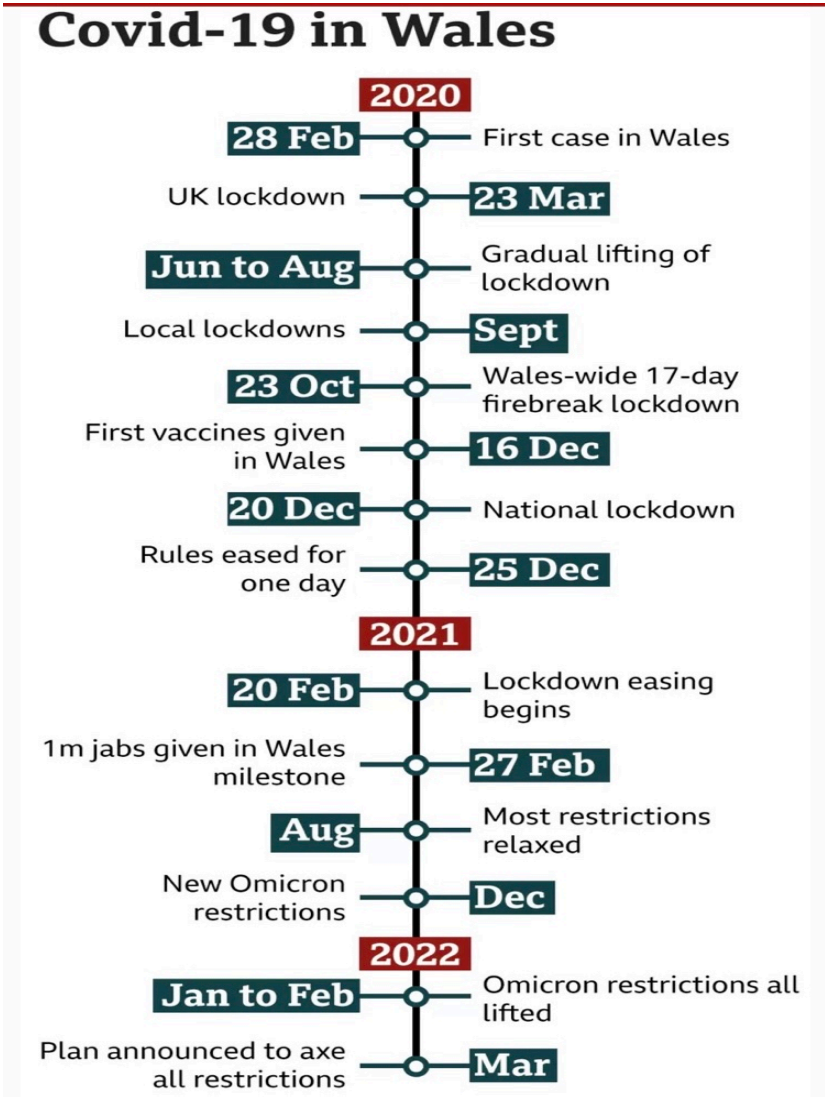 Covid-19 in Wales
2020
28 Feb
First case in Wales
UK lockdown
23 Mar
Jun to Aug
Gradual lifting of
lockdown
Local lockdowns
Sept
23 Oct
Wales-wide 17-day
firebreak lockdown
First vaccines given
in Wales
16 Dec
20 Dec
National lockdown
Rules eased for
one day
25 Dec
2021
20 Feb
Lockdown easing
begins
1m jabs given in Wales
milestone
27 Feb
Aug
Most restrictions
relaxed
New Omicron
restrictions
Dec
2022
Jan to Feb
Omicron restrictions all
lifted
Plan announced to axe
all restrictions
Mar